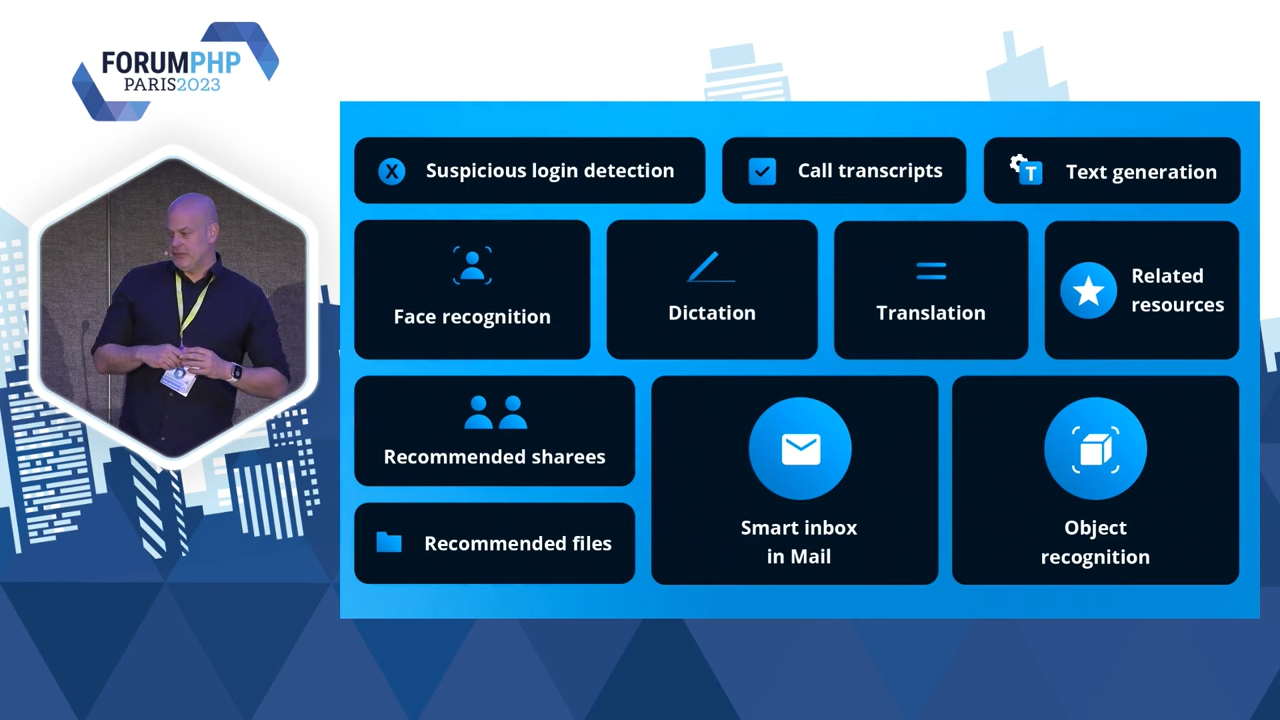 FORUMPHP
PARIS2023
X Suspicious login detection
Call transcripts
T Text generation
Face recognition
Dictation
Translation
Related
resources
Recommended sharees
Recommended files
Smart inbox
in Mail
Object
recognition